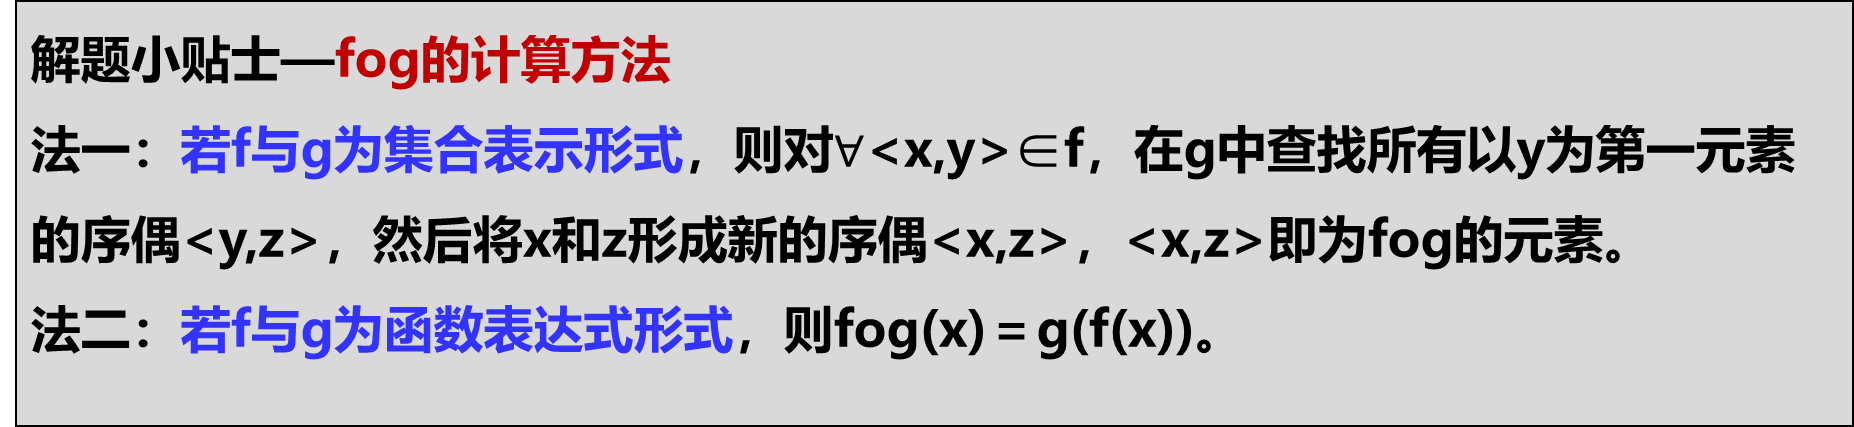 解题小贴士—fog的计算方法
法一：若f与g为集合表示形式，则对∀<x,y>∈f，在g中查找所有以y为第一元素
的序偶<y,z>，然后将x和z形成新的序偶<x,z>，<x,z>即为fog的元素。
法二：若f与g为函数表达式形式，则fog(x) = g(f(x))。